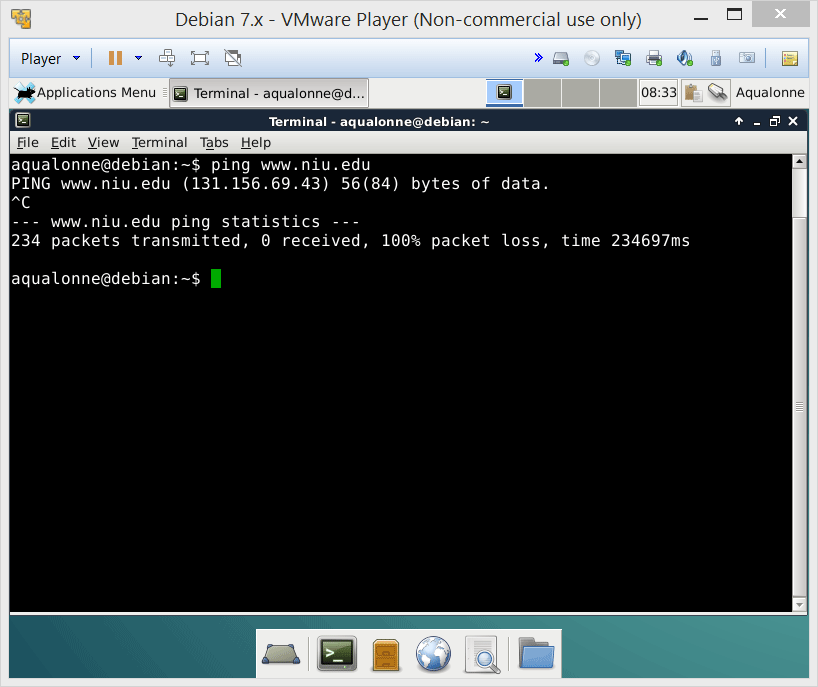 Debian 7.x - VMware Player (Non-commercial use only)
Player
Applications Menu Terminal - aqualonne@d... 08:33 Aqualonne
Terminal - aqualonne@debian: ~
File Edit View Terminal Tabs Help
aqualonne@debian:~$ ping www.niu.edu
PING www.niu.edu (131.156.69.43) 56(84) bytes of data.
^C
--- www.niu.edu ping statistics ---
234 packets transmitted, 0 received, 100% packet loss, time 234697ms
aqualonne@debian:~$